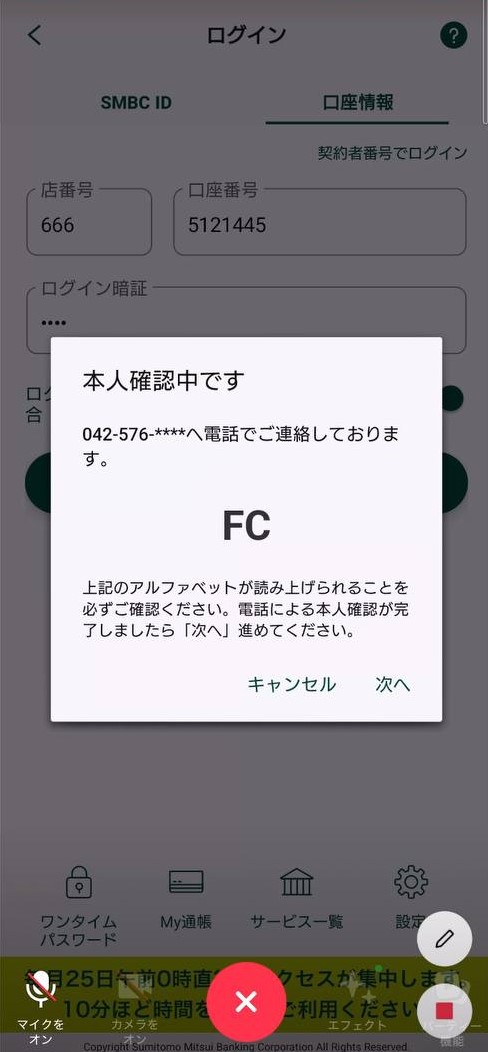 ログイン
?
SMBC ID
口座情報
契約者番号でログイン
店番号
口座番号
666
5121445
ログイン暗証
••••
ログ
合
本人確認中です
042-576-****へ電話でご連絡しておりま
す。
FC
上記のアルファベットが読み上げられることを
必ずご確認ください。電話による本人確認が完
了しましたら「次へ」進めてください。
キャンセル
次へ
ワンタイム
パスワード
My通帳
サービス一覧
設定
月25日午前0時直
クセスが集中します
10分ほど時間を
ご利用ください
マイクを
オン
カメラを
オン
エフェクト
機能
Copyright Sumitomo Mitsui Banking Corporation All Rights Reserved.